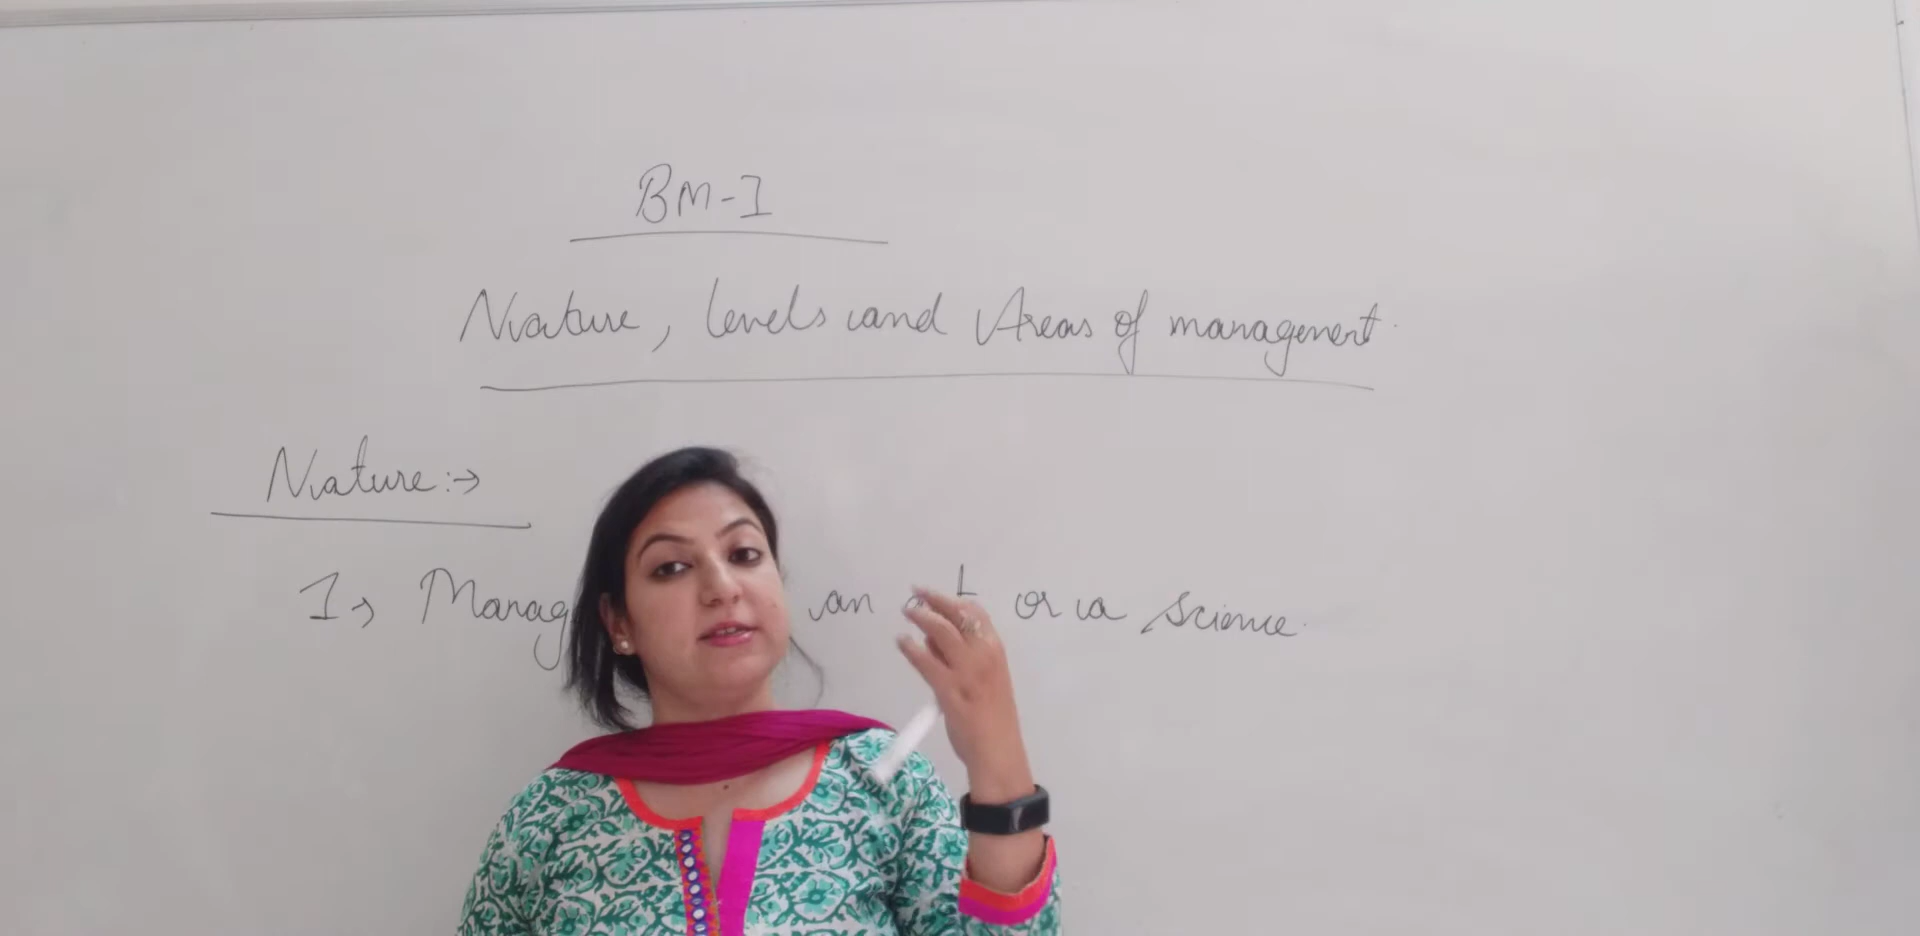 BM-I
Nature, levels and Areas of management.
Nature:→
1→ Manag an or a science.